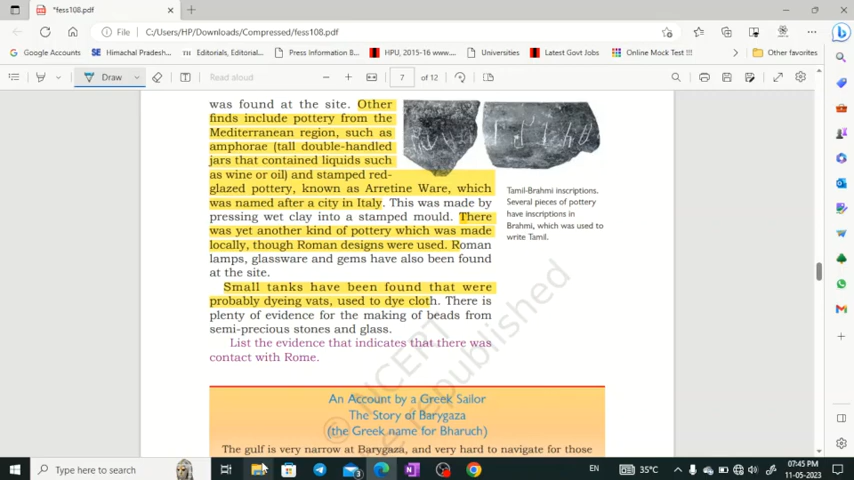 *fess108.pdf
File
C:/Users/HP/Downloads/Compressed/fess108.pdf
Google Accounts
Himachal Pradesh...
Editorials, Editorial...
Press Information B...
HPU, 2015-16 www....
Universities
Latest Govt Jobs
Online Mock Test !!!
Other favorites
Draw
Read aloud
7
of 12
was found at the site. Other
finds include pottery from the
Mediterranean region, such as
amphorae (tall double-handled
jars that contained liquids such
as wine or oil) and stamped red-
glazed pottery, known as Arretine Ware, which
was named after a city in Italy. This was made by
pressing wet clay into a stamped mould. There
was yet another kind of pottery which was made
locally, though Roman designs were used. Roman
lamps, glassware and gems have also been found
at the site.
Small tanks have been found that were
probably dyeing vats, used to dye cloth. There is
plenty of evidence for the making of beads from
semi-precious stones and glass.
List the evidence that indicates that there was
contact with Rome.
Tamil-Brahmi inscriptions.
Several pieces of pottery
have inscriptions in
Brahmi, which was used to
write Tamil.
An Account by a Greek Sailor
The Story of Barygaza
(the Greek name for Bharuch)
The gulf is very narrow at Barygaza, and very hard to navigate for those
© NCERT
be republished
Type here to search
EN
35°C
07:45 PM
11-05-2023